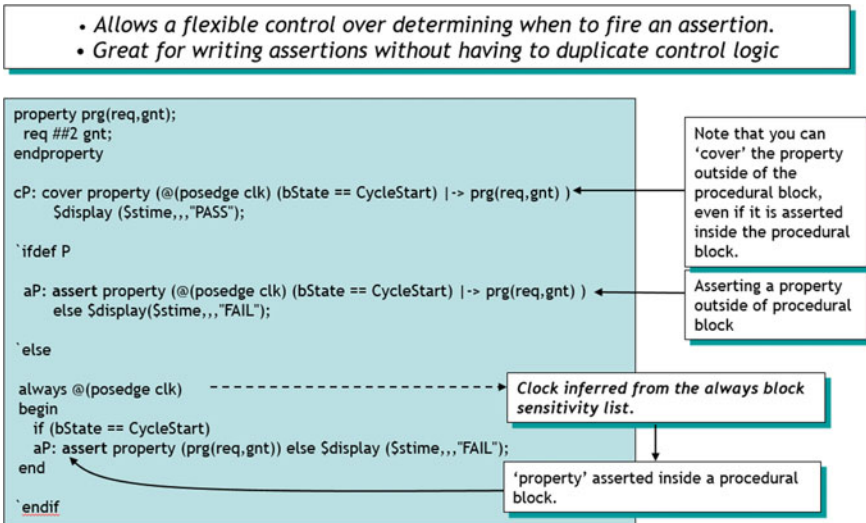 • Allows a flexible control over determining when to fire an assertion.
• Great for writing assertions without having to duplicate control logic
property prg(req,gnt);
req ##2 gnt;
endproperty
cP: cover property (@(posedge clk) (bState == CycleStart) |-> prg(req,gnt) )
$display ($stime,,,"PASS");
`ifdef P
aP: assert property (@(posedge clk) (bState == CycleStart) |-> prg(req,gnt) )
else $display($stime,,,"FAIL");
`else
always @(posedge clk)
begin
if (bState == CycleStart)
aP: assert property (prg(req,gnt)) else $display ($stime,,,"FAIL");
end
`endif
Note that you can
‘cover’ the property
outside of the
procedural block,
even if it is asserted
inside the procedural
block.
Asserting a property
outside of procedural
block
Clock inferred from the always block
sensitivity list.
‘property’ asserted inside a procedural
block.